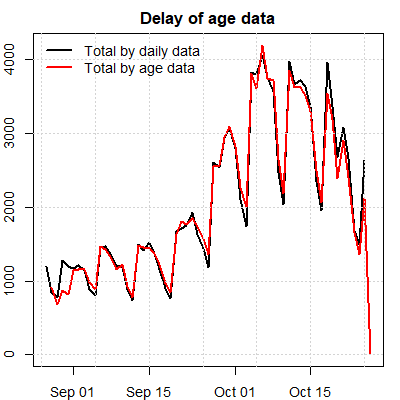 Delay of age data
Total by daily data
Total by age data
4000
3000
2000
1000
0
Sep 01 Sep 15 Oct 01 Oct 15